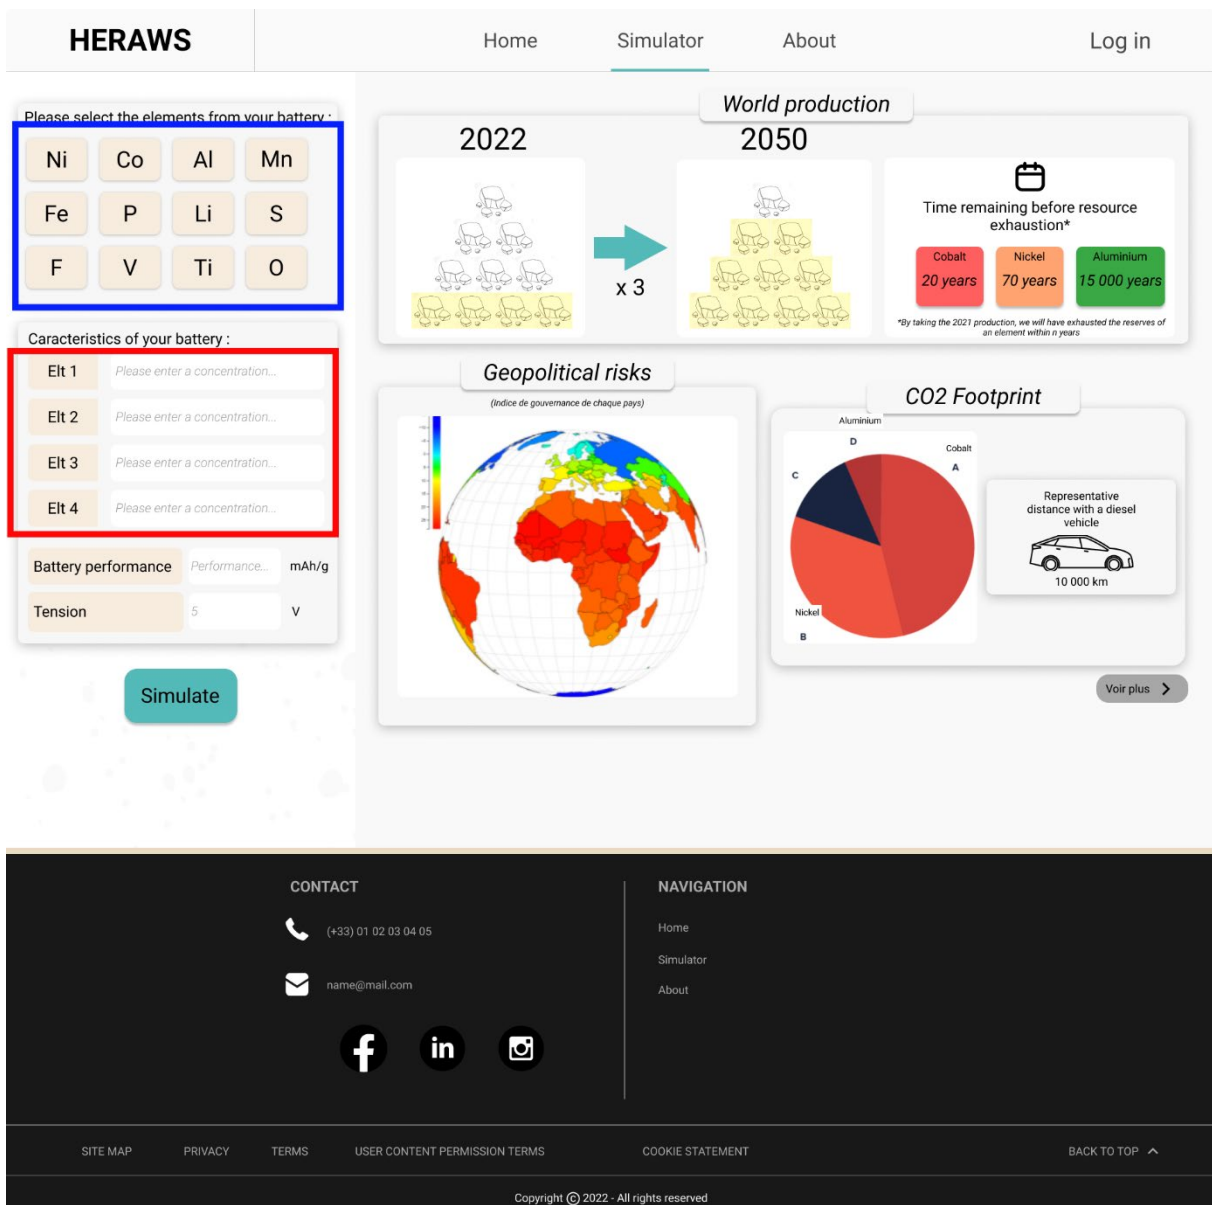 HERAWS
Home
Simulator
About
Log in
Please select the elements from your battery :
Ni Co Al Mn
Fe P Li S
F V Ti O
Caracteristics of your battery :
Elt 1 Please enter a concentration...
Elt 2 Please enter a concentration...
Elt 3 Please enter a concentration...
Elt 4 Please enter a concentration...
Battery performance Performance... mAh/g
Tension 5 V
Simulate
World production
2022
2050
x 3
Time remaining before resource
exhaustion*
Cobalt
20 years
Nickel
70 years
Aluminium
15 000 years
*By taking the 2021 production, we will have exhausted the reserves of
an element within n years
Geopolitical risks
(Indice de gouvernance de chaque pays)
CO2 Footprint
Aluminium
D
Cobalt
A
C
Nickel
B
Representative
distance with a diesel
vehicle
10 000 km
Voir plus
CONTACT
(+33) 01 02 03 04 05
name@mail.com
f
in
NAVIGATION
Home
Simulator
About
SITE MAP
PRIVACY
TERMS
USER CONTENT PERMISSION TERMS
COOKIE STATEMENT
BACK TO TOP
Copyright © 2022 - All rights reserved